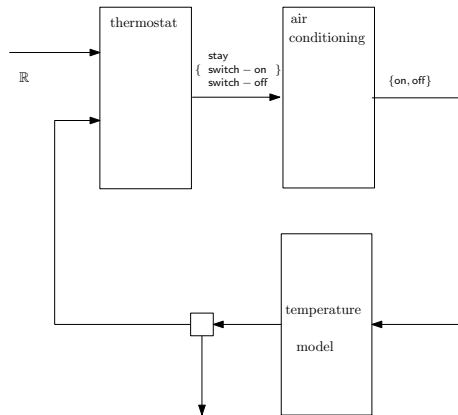 thermostat
air
conditioning
stay
{ switch – on }
switch – off
{on, off}
ℝ
temperature
model